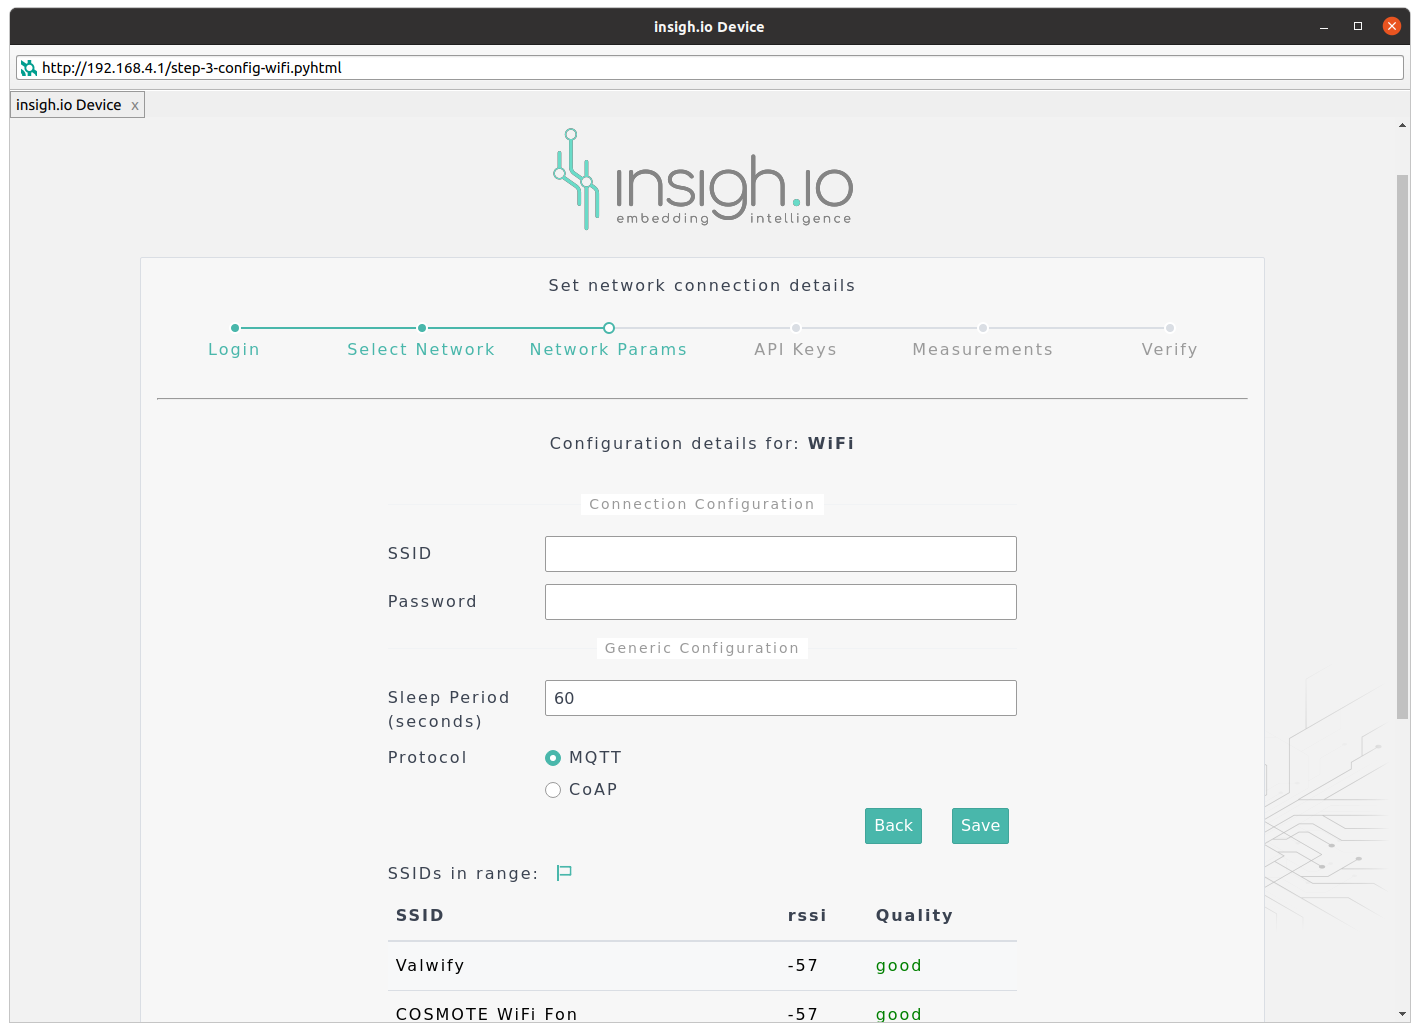 insigh.io Device
http://192.168.4.1/step-3-config-wifi.pyhtml
insigh.io Device x
insigh.io
embedding intelligence
Set network connection details
Login Select Network Network Params API Keys Measurements Verify
Configuration details for: WiFi
Connection Configuration
SSID
Password
Generic Configuration
Sleep Period 60
(seconds)
Protocol MQTT
CoAP
Back Save
SSIDs in range:
SSID rssi Quality
Valwify -57 good
COSMOTE WiFi Fon -57 good